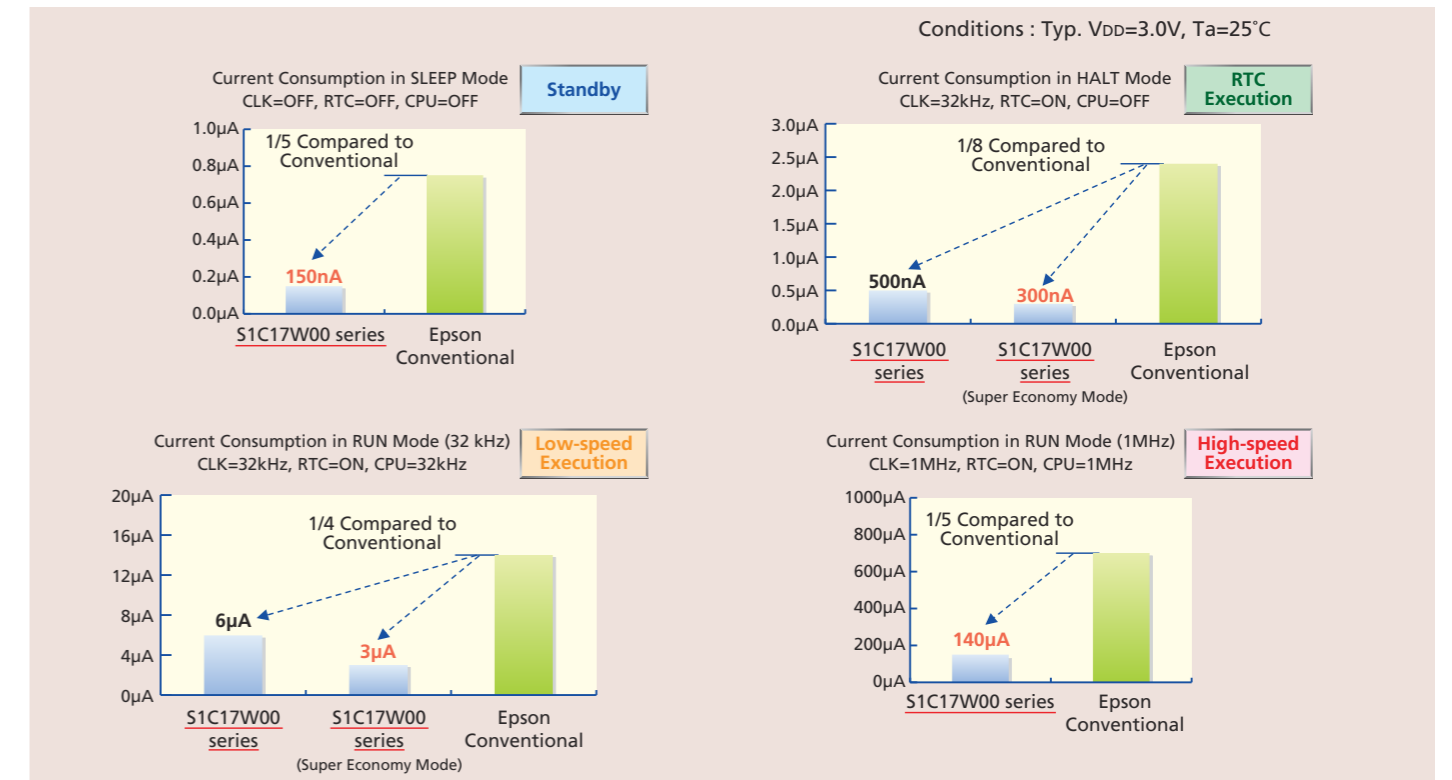 Conditions : Typ. VDD=3.0V, Ta=25˚C
Current Consumption in SLEEP Mode
CLK=OFF, RTC=OFF, CPU=OFF
Standby
1.0µA
0.8µA
0.6µA
0.4µA
0.2µA
0.0µA
1/5 Compared to
Conventional
150nA
S1C17W00 series
Epson
Conventional
Current Consumption in HALT Mode
CLK=32kHz, RTC=ON, CPU=OFF
RTC
Execution
3.0µA
2.5µA
2.0µA
1.5µA
1.0µA
0.5µA
0.0µA
1/8 Compared to
Conventional
500nA
300nA
S1C17W00
series
S1C17W00
series
(Super Economy Mode)
Epson
Conventional
Current Consumption in RUN Mode (32 kHz)
CLK=32kHz, RTC=ON, CPU=32kHz
Low-speed
Execution
20µA
16µA
12µA
8µA
4µA
0µA
1/4 Compared to
Conventional
6µA
3µA
S1C17W00
series
S1C17W00
series
(Super Economy Mode)
Epson
Conventional
Current Consumption in RUN Mode (1MHz)
CLK=1MHz, RTC=ON, CPU=1MHz
High-speed
Execution
1000µA
800µA
600µA
400µA
200µA
0µA
1/5 Compared to
Conventional
140µA
S1C17W00 series
Epson
Conventional